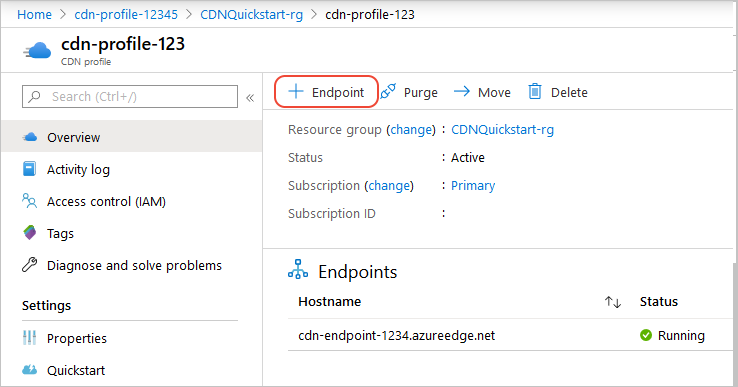 Home > cdn-profile-12345 > CDNQuickstart-rg > cdn-profile-123
cdn-profile-123
CDN profile
Search (Ctrl+/)
«
Overview
Activity log
Access control (IAM)
Tags
Diagnose and solve problems
Settings
Properties
Quickstart
+ Endpoint Purge Move Delete
Resource group (change) : CDNQuickstart-rg
Status : Active
Subscription (change) : Primary
Subscription ID :
Endpoints
Hostname Status
cdn-endpoint-1234.azureedge.net Running